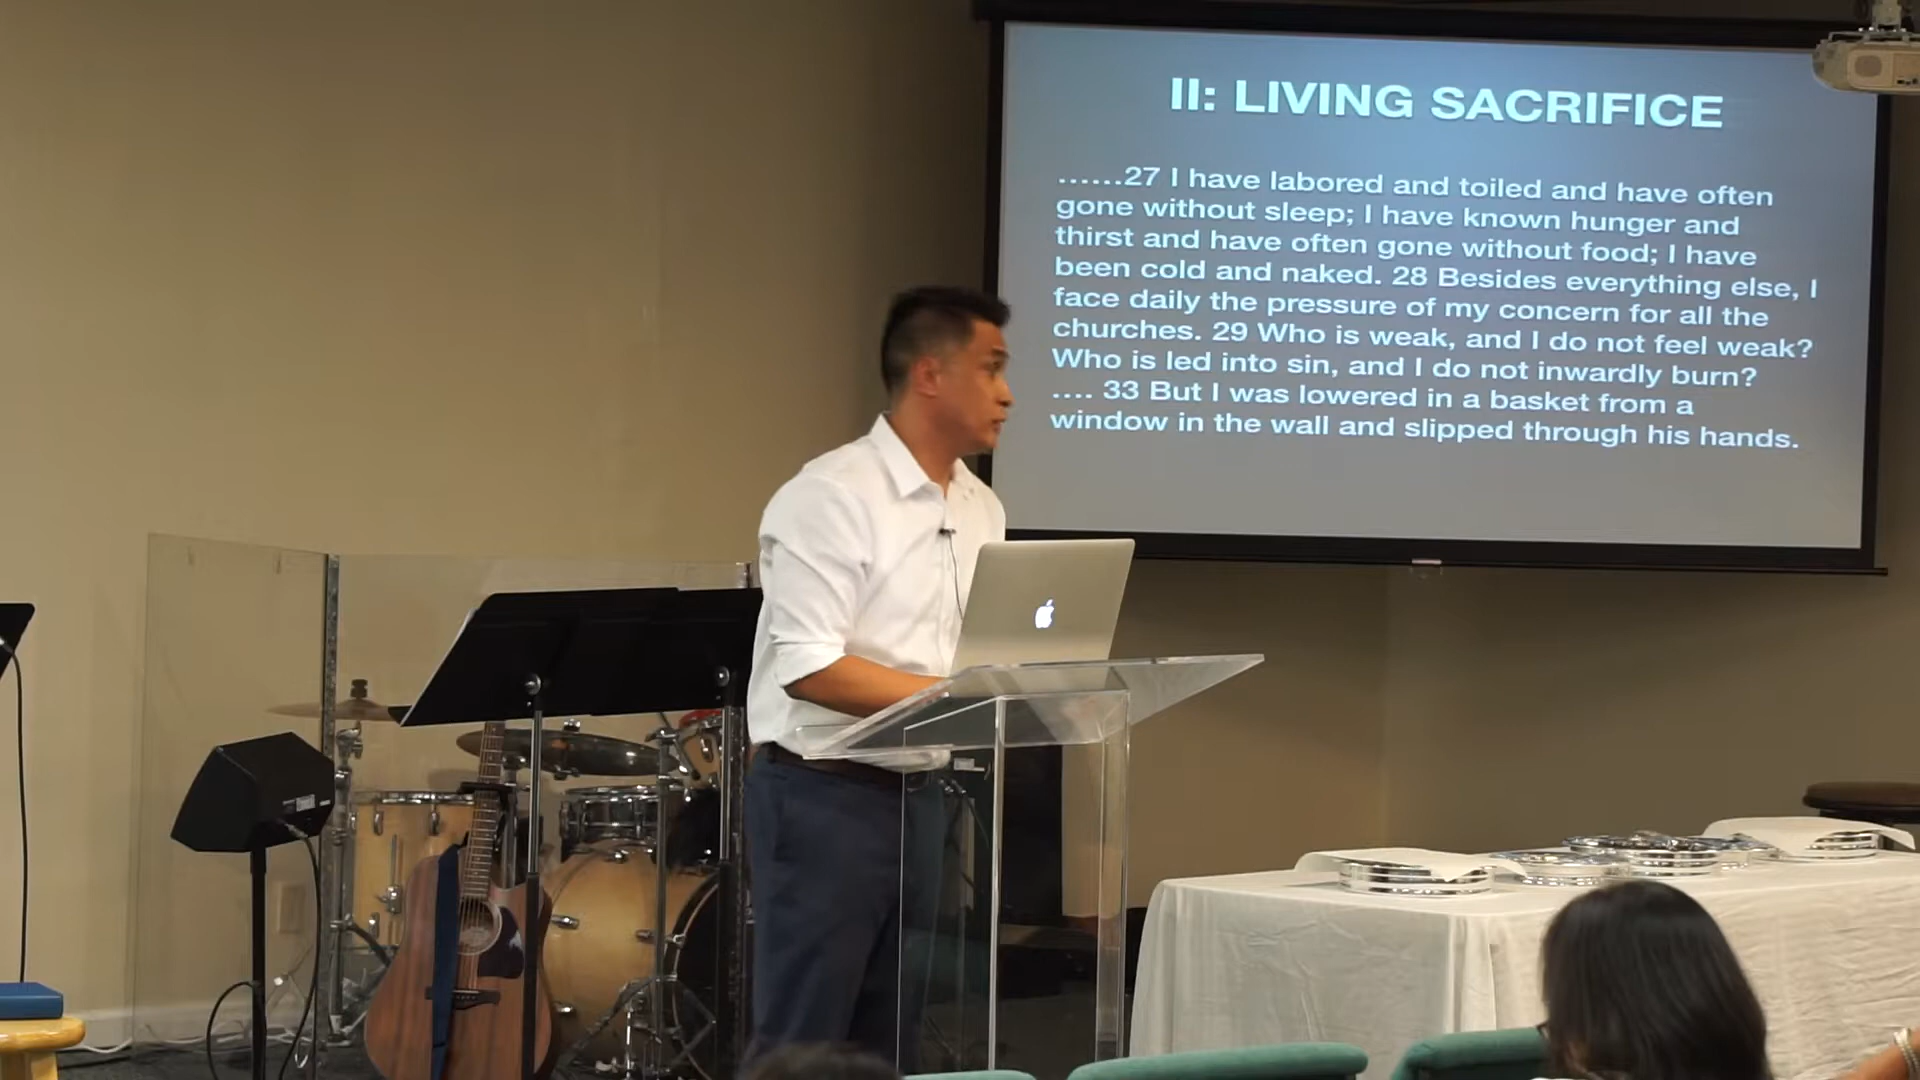 II: LIVING SACRIFICE
......27 I have labored and toiled and have often
gone without sleep; I have known hunger and
thirst and have often gone without food; I have
been cold and naked. 28 Besides everything else, I
face daily the pressure of my concern for all the
churches. 29 Who is weak, and I do not feel weak?
Who is led into sin, and I do not inwardly burn?
.... 33 But I was lowered in a basket from a
window in the wall and slipped through his hands.